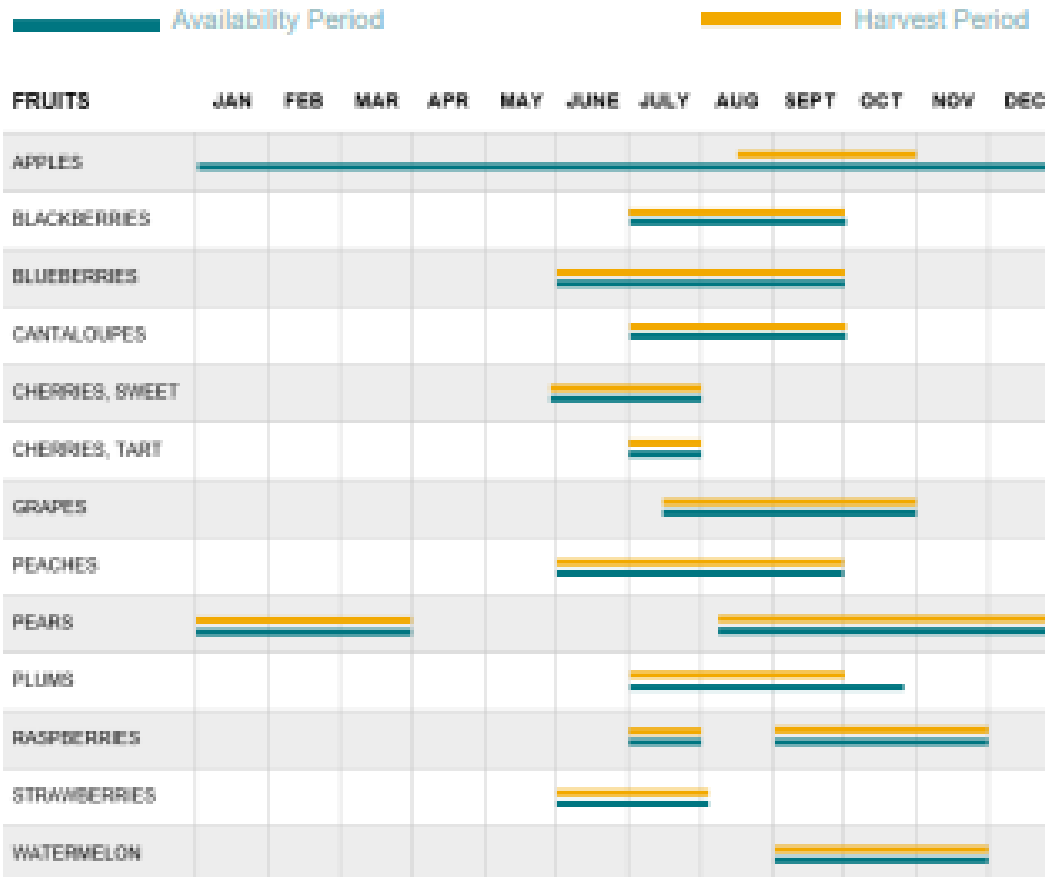 Availability Period Harvest Period
FRUITS JAN FEB MAR APR MAY JUNE JULY AUG SEPT OCT NOV DEC
APPLES
BLACKBERRIES
BLUEBERRIES
CANTALOUPES
CHERRIES, SWEET
CHERRIES, TART
GRAPES
PEACHES
PEARS
PLUMS
RASPBERRIES
STRAWBERRIES
WATERMELON